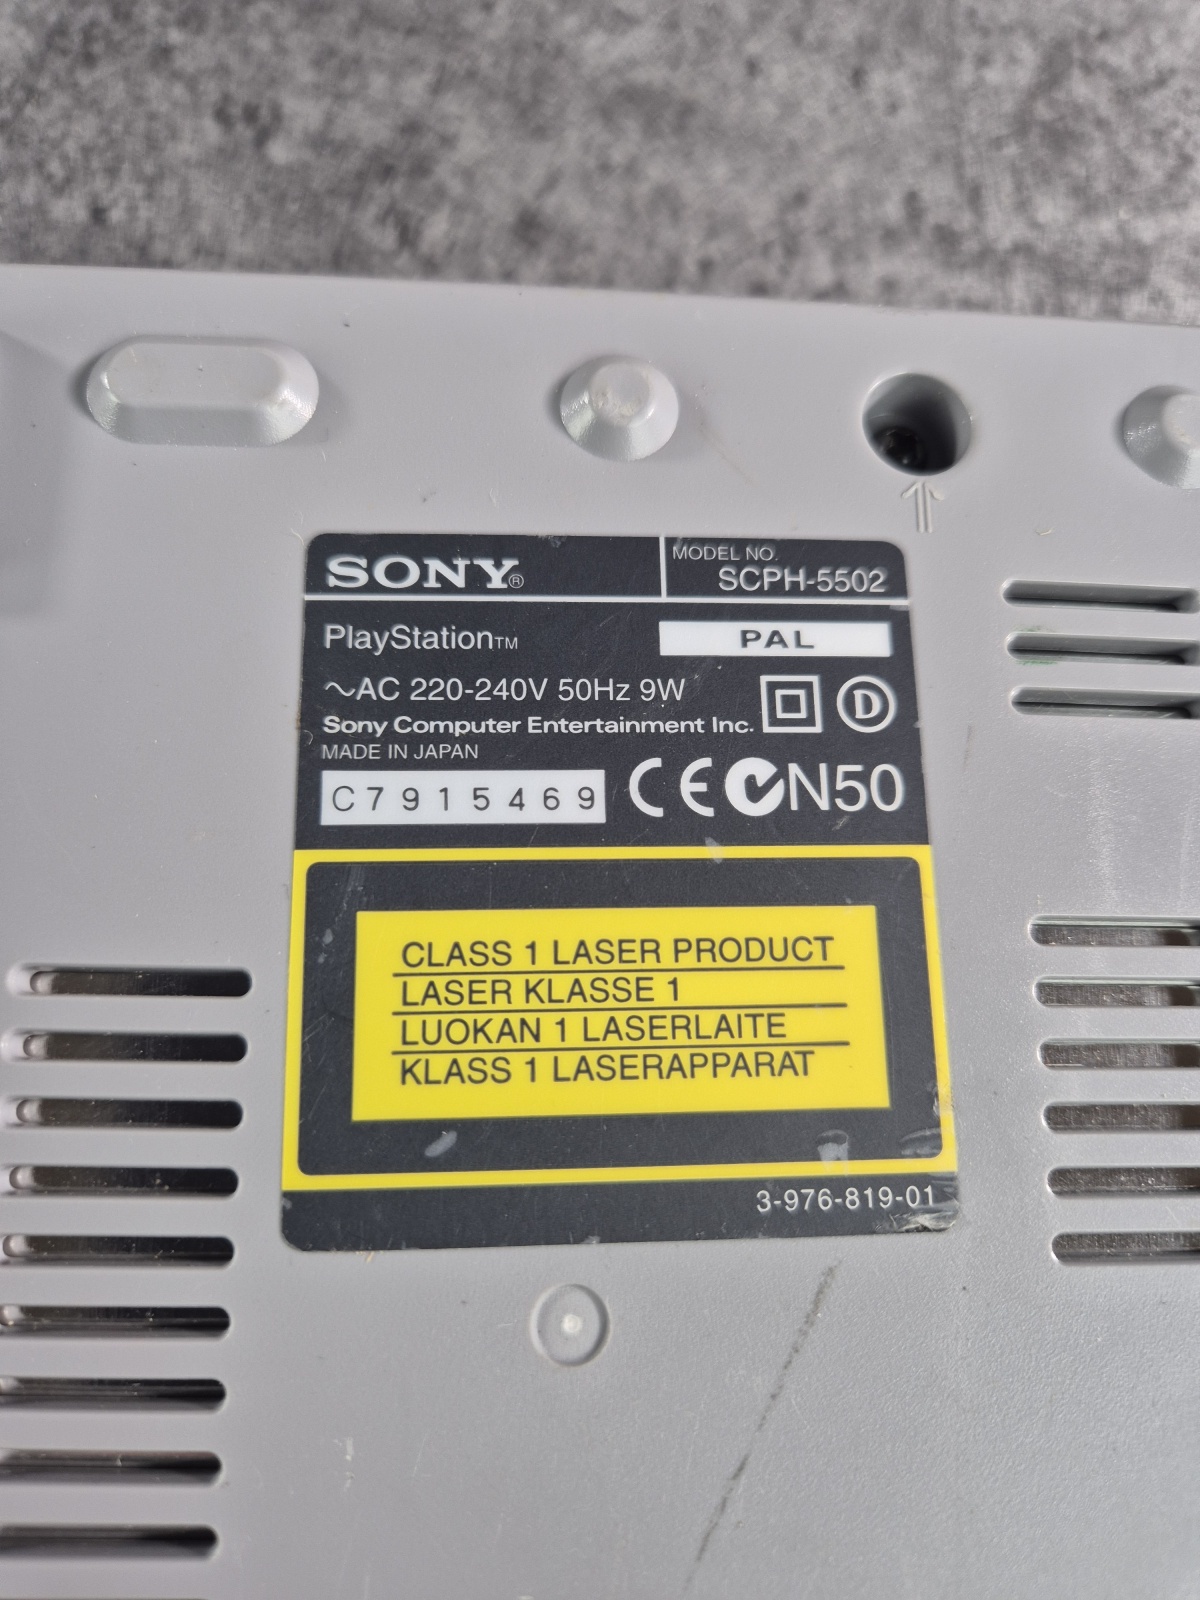 SONY®
MODEL NO.
SCPH-5502
PlayStation™
PAL
~AC 220-240V 50Hz 9W
Sony Computer Entertainment Inc.
D
MADE IN JAPAN
C7915469
CE N50
CLASS 1 LASER PRODUCT
LASER KLASSE 1
LUOKAN 1 LASERLAITE
KLASS 1 LASERAPPARAT
3-976-819-01